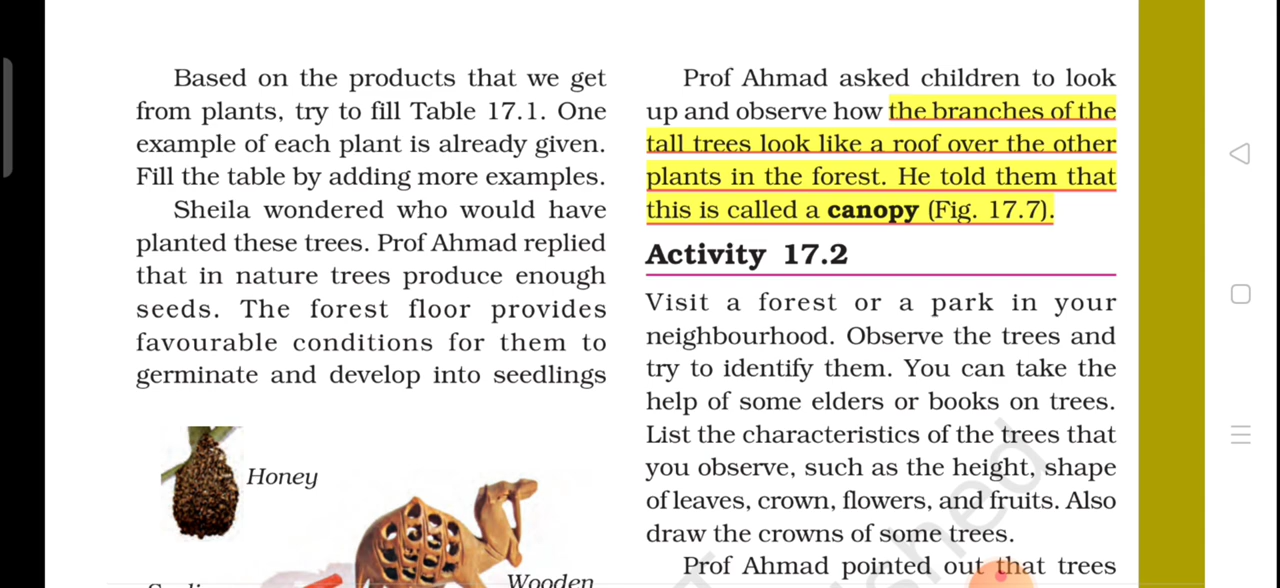 Based on the products that we get
from plants, try to fill Table 17.1. One
example of each plant is already given.
Fill the table by adding more examples.
Sheila wondered who would have
planted these trees. Prof Ahmad replied
that in nature trees produce enough
seeds. The forest floor provides
favourable conditions for them to
germinate and develop into seedlings
Honey
Wooden
Prof Ahmad asked children to look
up and observe how the branches of the
tall trees look like a roof over the other
plants in the forest. He told them that
this is called a canopy (Fig. 17.7).
Activity 17.2
Visit a forest or a park in your
neighbourhood. Observe the trees and
try to identify them. You can take the
help of some elders or books on trees.
List the characteristics of the trees that
you observe, such as the height, shape
of leaves, crown, flowers, and fruits. Also
draw the crowns of some trees.
Prof Ahmad pointed out that trees